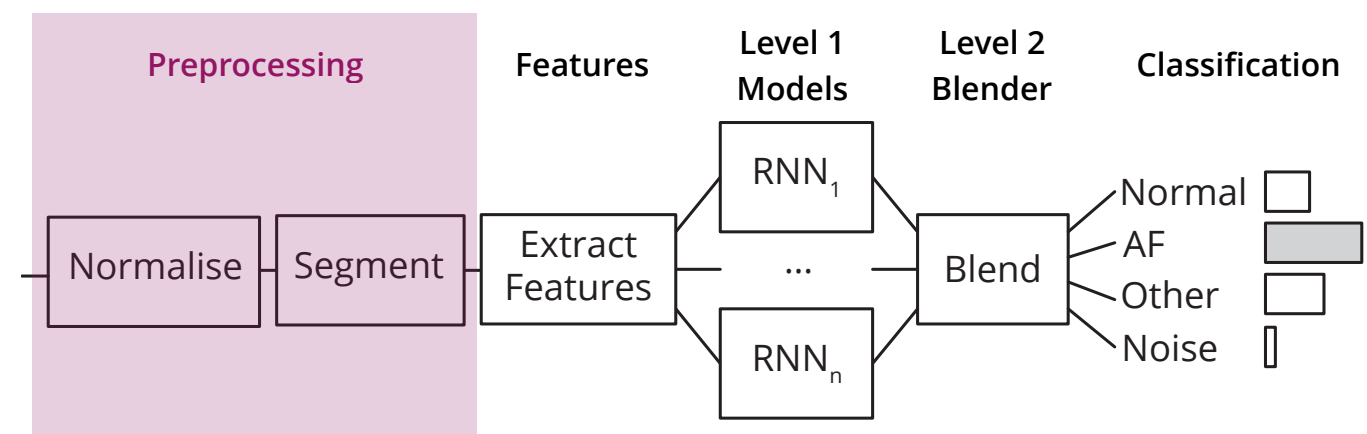 Preprocessing
Features
Level 1
Models
Level 2
Blender
Classification
Normalise
Segment
Extract
Features
RNN1
...
RNNn
Blend
Normal
AF
Other
Noise